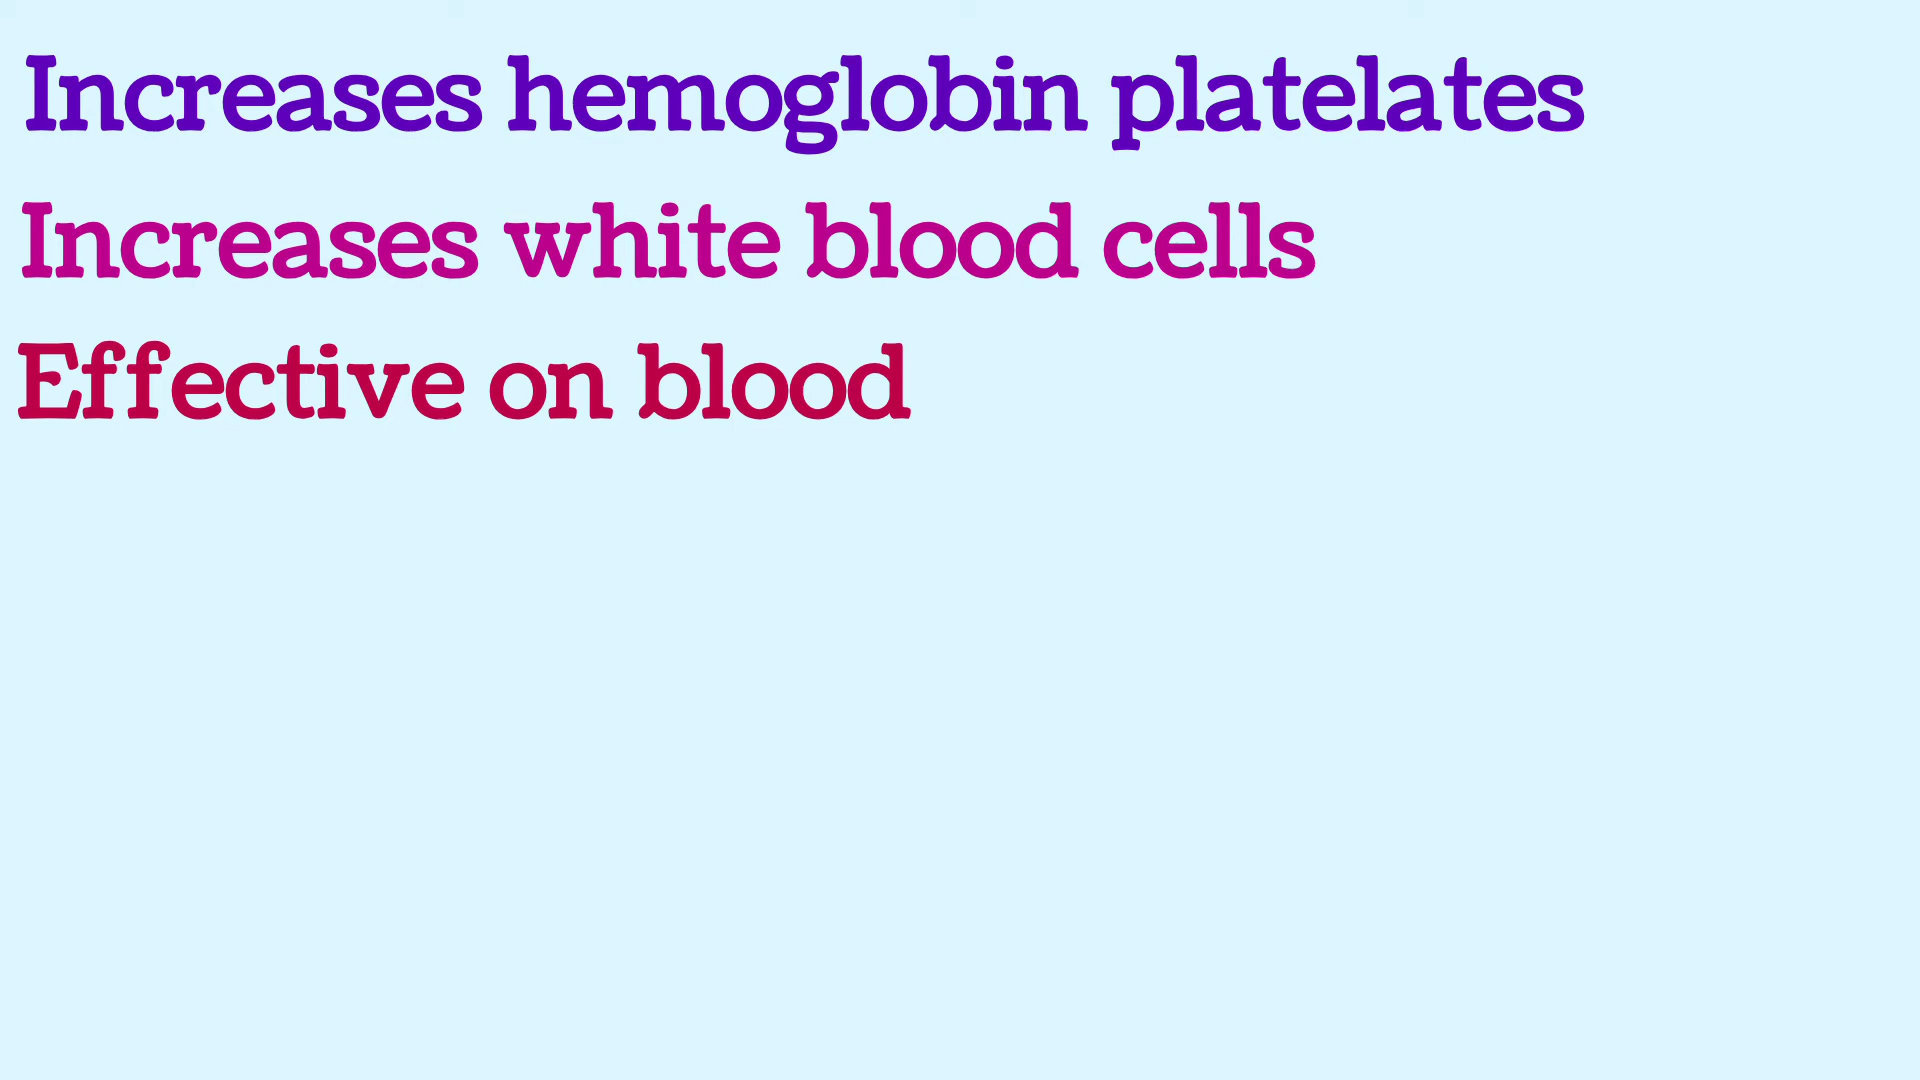 Increases hemoglobin platelates
Increases white blood cells
Effective on blood